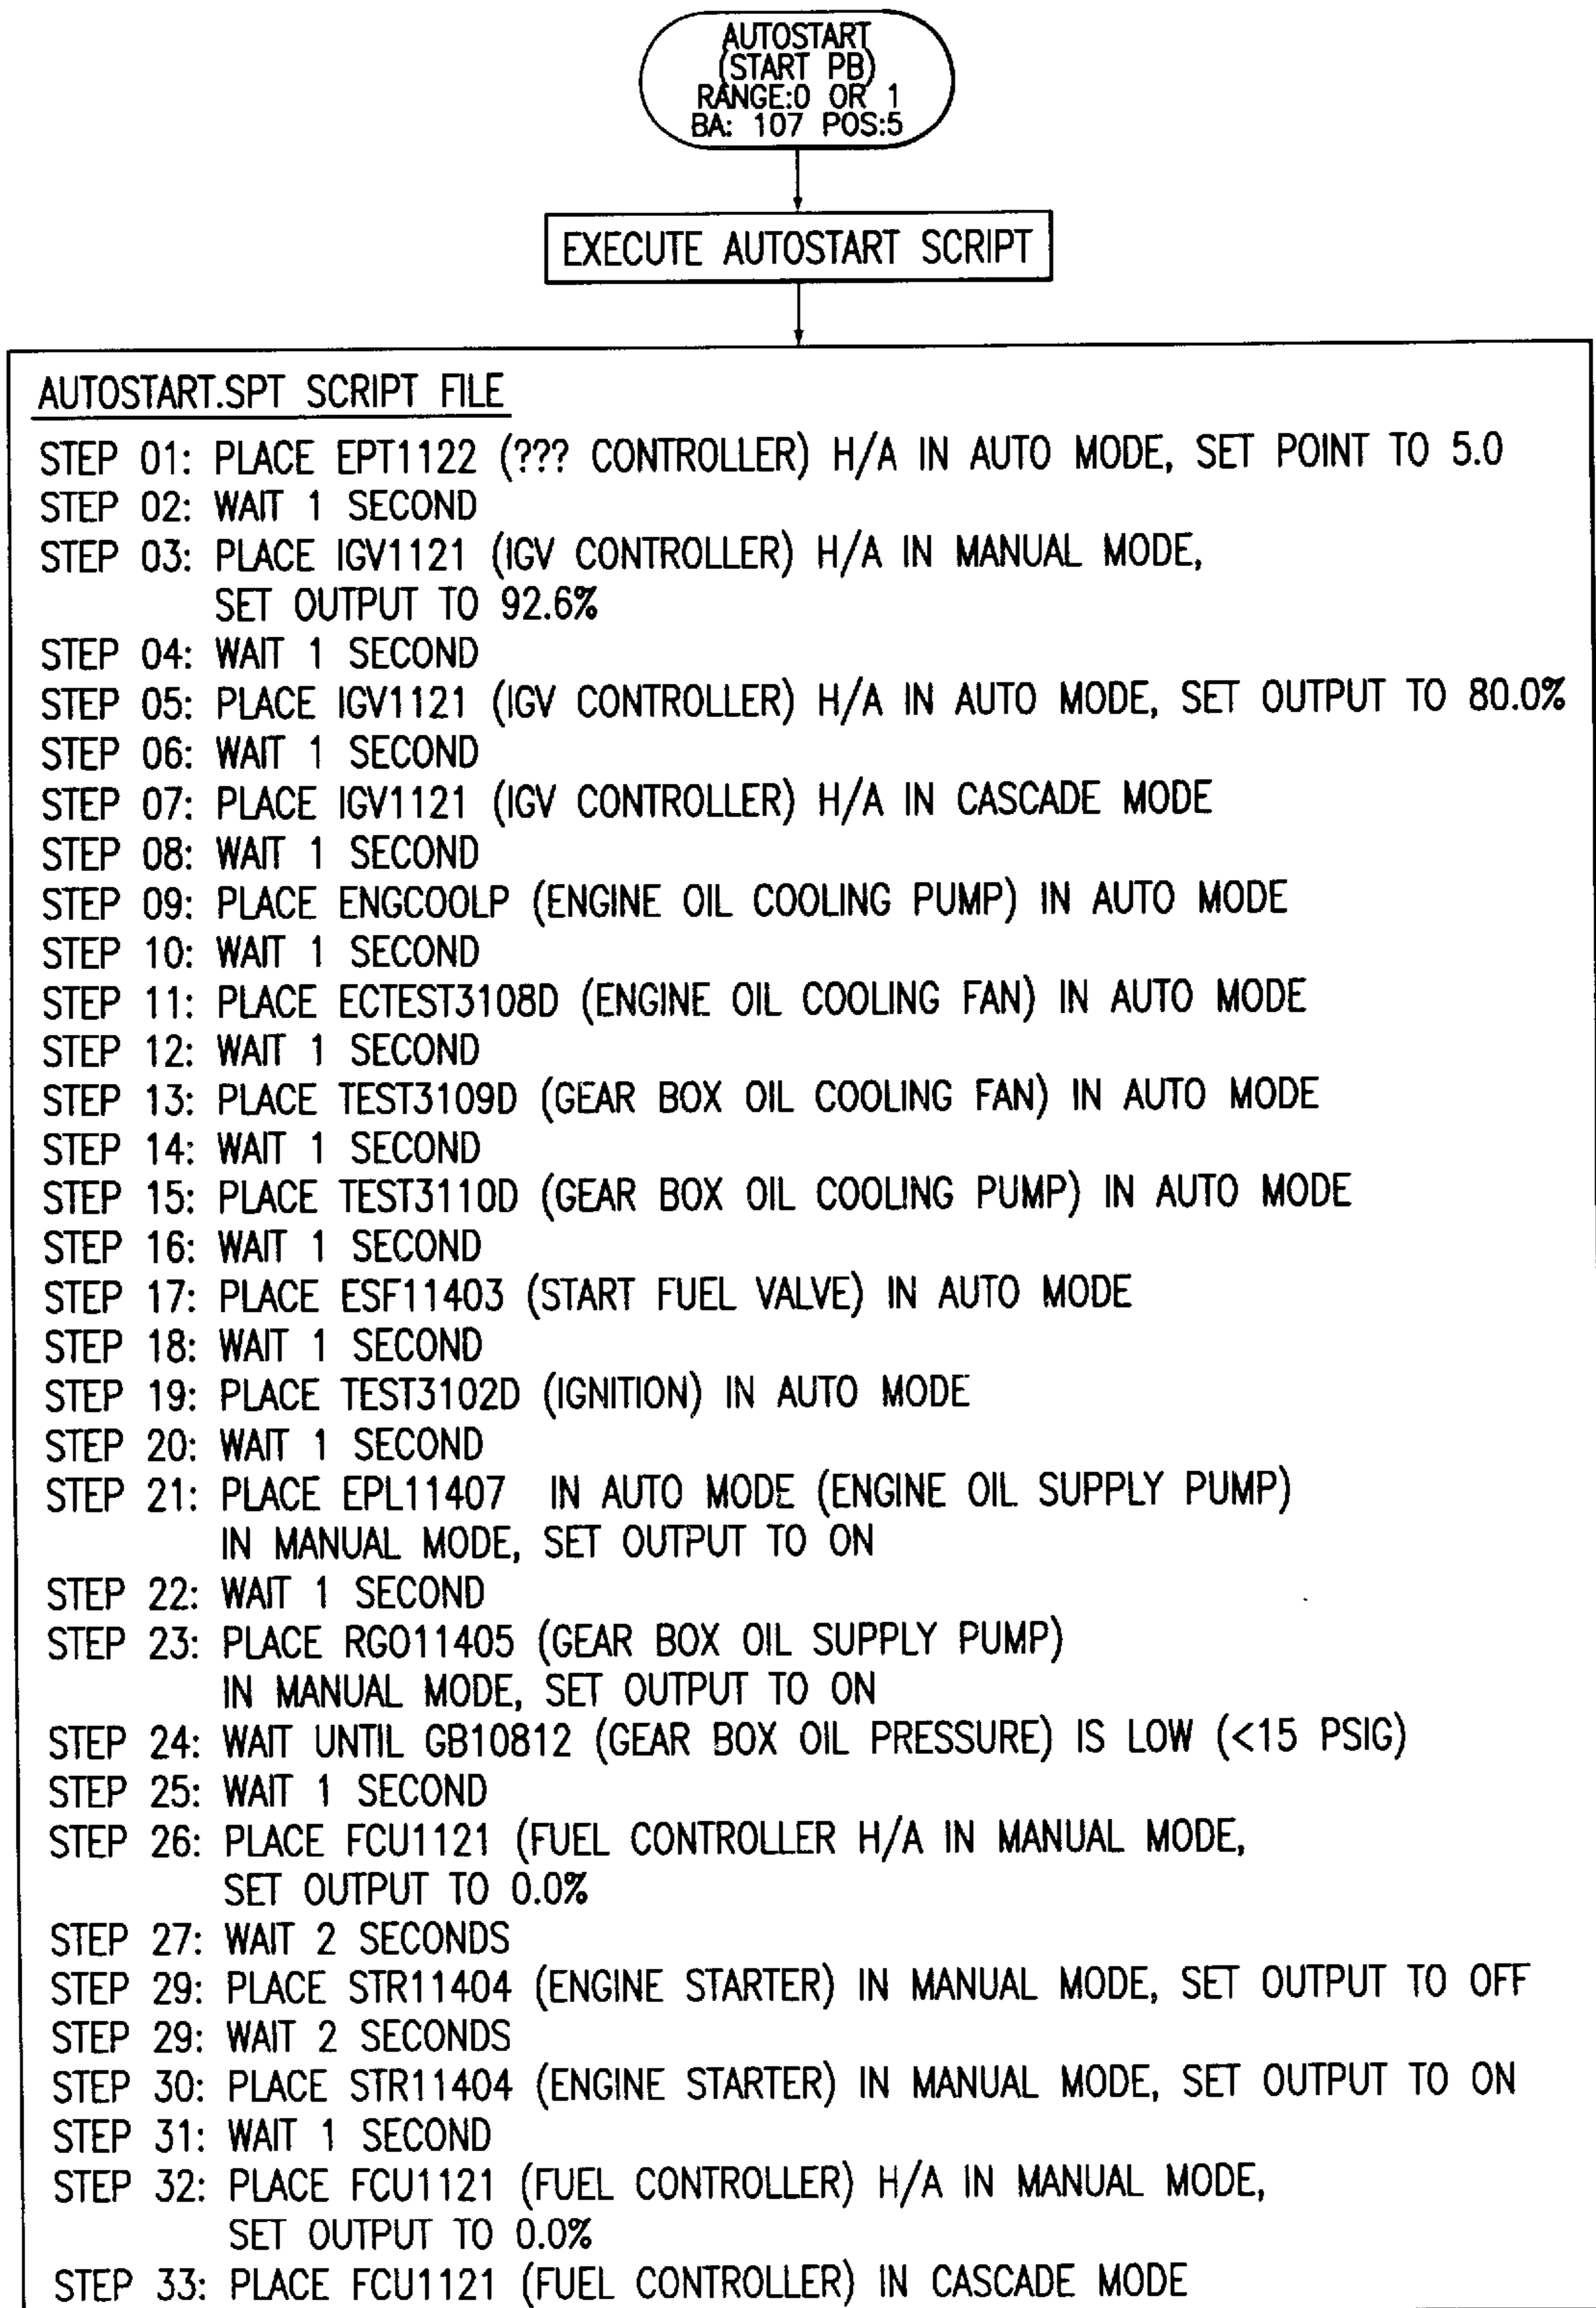 AUTOSTART
(START PB)
RANGE:0 OR 1
BA: 107 POS:5
EXECUTE AUTOSTART SCRIPT
AUTOSTART.SPT SCRIPT FILE
STEP 01: PLACE EPT1122 (??? CONTROLLER) H/A IN AUTO MODE, SET POINT TO 5.0
STEP 02: WAIT 1 SECOND
STEP 03: PLACE IGV1121 (IGV CONTROLLER) H/A IN MANUAL MODE,
SET OUTPUT TO 92.6%
STEP 04: WAIT 1 SECOND
STEP 05: PLACE IGV1121 (IGV CONTROLLER) H/A IN AUTO MODE, SET OUTPUT TO 80.0%
STEP 06: WAIT 1 SECOND
STEP 07: PLACE IGV1121 (IGV CONTROLLER) H/A IN CASCADE MODE
STEP 08: WAIT 1 SECOND
STEP 09: PLACE ENGCOOLP (ENGINE OIL COOLING PUMP) IN AUTO MODE
STEP 10: WAIT 1 SECOND
STEP 11: PLACE ECTEST3108D (ENGINE OIL COOLING FAN) IN AUTO MODE
STEP 12: WAIT 1 SECOND
STEP 13: PLACE TEST3109D (GEAR BOX OIL COOLING FAN) IN AUTO MODE
STEP 14: WAIT 1 SECOND
STEP 15: PLACE TEST3110D (GEAR BOX OIL COOLING PUMP) IN AUTO MODE
STEP 16: WAIT 1 SECOND
STEP 17: PLACE ESF11403 (START FUEL VALVE) IN AUTO MODE
STEP 18: WAIT 1 SECOND
STEP 19: PLACE TEST3102D (IGNITION) IN AUTO MODE
STEP 20: WAIT 1 SECOND
STEP 21: PLACE EPL11407 IN AUTO MODE (ENGINE OIL SUPPLY PUMP)
IN MANUAL MODE, SET OUTPUT TO ON
STEP 22: WAIT 1 SECOND
STEP 23: PLACE RGO11405 (GEAR BOX OIL SUPPLY PUMP)
IN MANUAL MODE, SET OUTPUT TO ON
STEP 24: WAIT UNTIL GB10812 (GEAR BOX OIL PRESSURE) IS LOW (<15 PSIG)
STEP 25: WAIT 1 SECOND
STEP 26: PLACE FCU1121 (FUEL CONTROLLER H/A IN MANUAL MODE,
SET OUTPUT TO 0.0%
STEP 27: WAIT 2 SECONDS
STEP 29: PLACE STR11404 (ENGINE STARTER) IN MANUAL MODE, SET OUTPUT TO OFF
STEP 29: WAIT 2 SECONDS
STEP 30: PLACE STR11404 (ENGINE STARTER) IN MANUAL MODE, SET OUTPUT TO ON
STEP 31: WAIT 1 SECOND
STEP 32: PLACE FCU1121 (FUEL CONTROLLER) H/A IN MANUAL MODE,
SET OUTPUT TO 0.0%
STEP 33: PLACE FCU1121 (FUEL CONTROLLER) IN CASCADE MODE